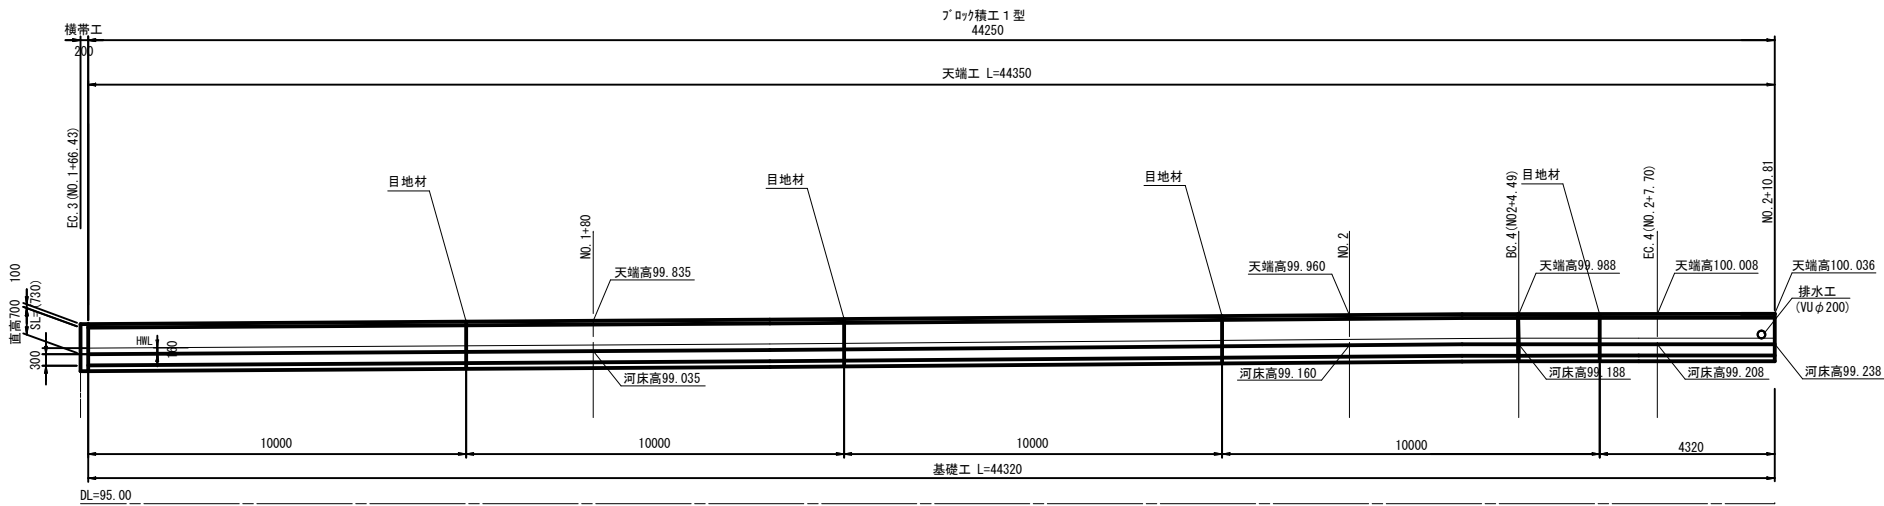 ﾌﾞﾛｯｸ積工１型
44250
横帯工
200
天端工 L=44350
EC.3(NO.1+66.43)
目地材
NO.1+80
天端高99.835
目地材
目地材
天端高99.960
NO.2
BC.4(NO2+4.49)
天端高99.988
目地材
EC.4(NO.2+7.70)
天端高100.008
NO.2+10.81
天端高100.036
排水工
(VUφ200)
100
直高700
SL=(730)
300
HWL
160
河床高99.035
河床高99.160
河床高99.188
河床高99.208
河床高99.238
10000
10000
10000
10000
4320
基礎工 L=44320
DL=95.00